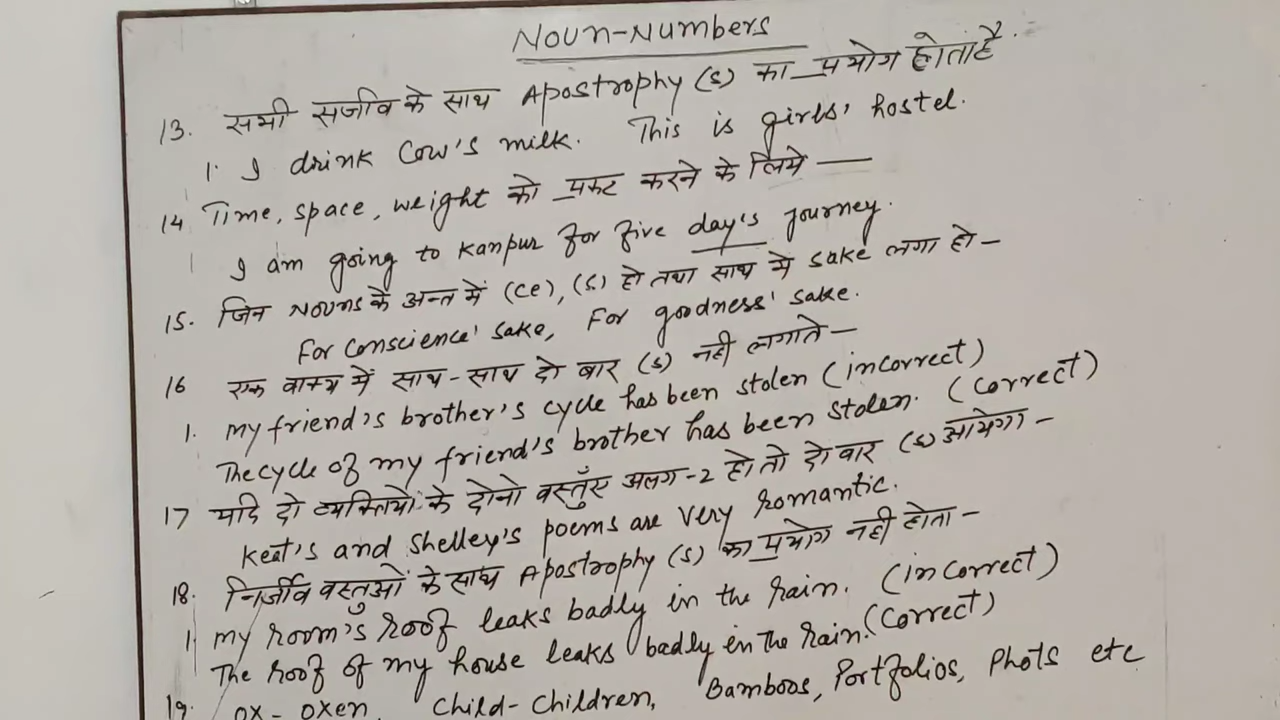 Noun-Numbers
13. सभी सजीव के साथ Apostrophy (s) का प्रयोग होता है.
1. I drink Cow's milk. This is girls' hostel.
14 Time, space, weight को प्रकट करने के लिये —
I am going to Kanpur for five day's journey.
15. जिन Nouns के अन्त में (ce), (s) हो तथा साथ मे sake लगा हो –
For conscience' sake, For goodness' sake.
16 एक वाक्य में साथ-साथ दो बार (s) नही लगाते –
1. my friend's brother's cycle has been stolen (incorrect)
The cycle of my friend's brother has been stolen. (Correct)
17 यदि दो व्यक्तियों के दोनो वस्तुएँ अलग-2 हो तो दो बार (s) आयेगा –
Keat's and Shelley's poems are very romantic.
18. निर्जीव वस्तुओं के साथ Apostrophy (s) का प्रयोग नही होता –
1. my room's roof leaks badly in the rain. (incorrect)
The roof of my house leaks badly in the rain. (Correct)
19. ox - oxen, Child - Children, Bamboos, Portfolios, Phots etc